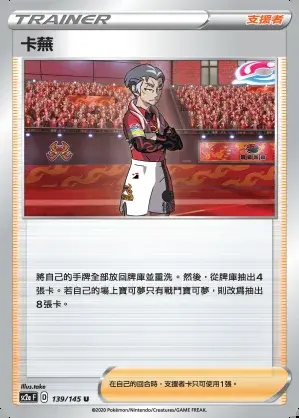 TRAINER
支援者
卡蕪
將自己的手牌全部放回牌庫並重洗。然後,從牌庫抽出4
張卡。若自己的場上寶可夢只有戰鬥寶可夢,則改為抽出
8張卡。
Illus.take
sc2a F 139/145 U
在自己的回合時,支援者卡只可使用1張。
©2020 Pokémon/Nintendo/Creatures/GAME FREAK.